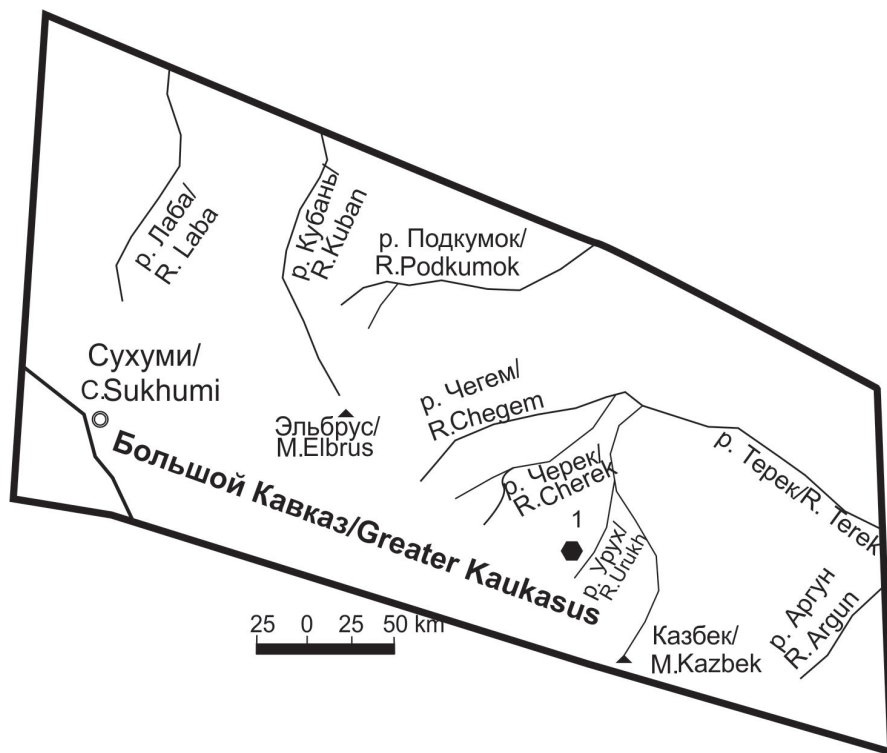 р. Лаба/
R. Laba
р. Кубань/
R.Kuban
р. Подкумок/
R.Podkumok
Сухуми/
C.Sukhumi
Эльбрус/
M.Elbrus
р. Чегем/
R.Chegem
р. Черек/
R.Cherek
р. Терек/R. Terek
Большой Кавказ/Greater Kaukasus
1
р. Урух/
R.Urukh
р. Аргун
R. Argun
25 0 25 50 km
Казбек/
M.Kazbek